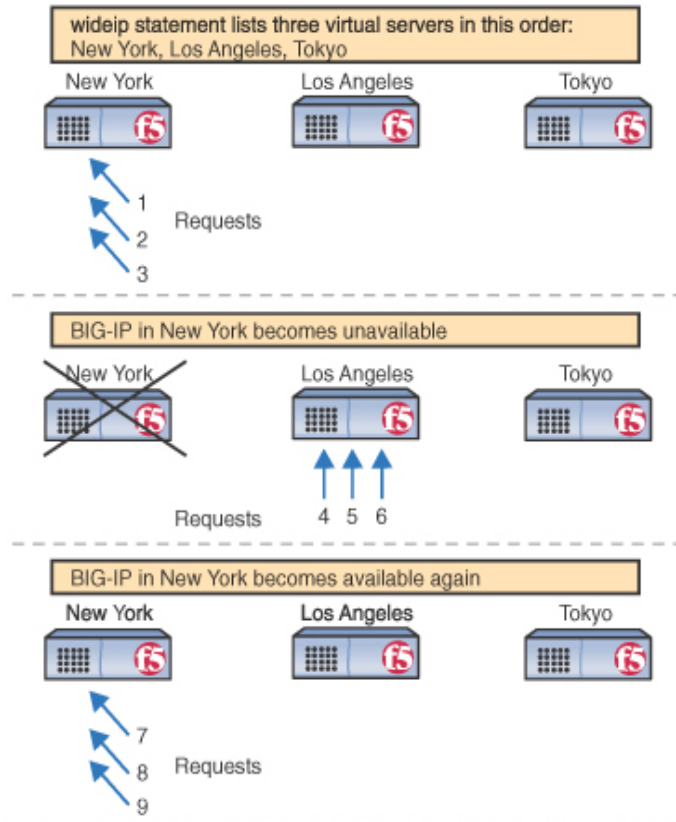 wideip statement lists three virtual servers in this order:
New York, Los Angeles, Tokyo
New York Los Angeles Tokyo
f5 f5 f5
1
2
3
Requests
BIG-IP in New York becomes unavailable
New York Los Angeles Tokyo
f5 f5 f5
Requests 4 5 6
BIG-IP in New York becomes available again
New York Los Angeles Tokyo
f5 f5 f5
7
8
9
Requests